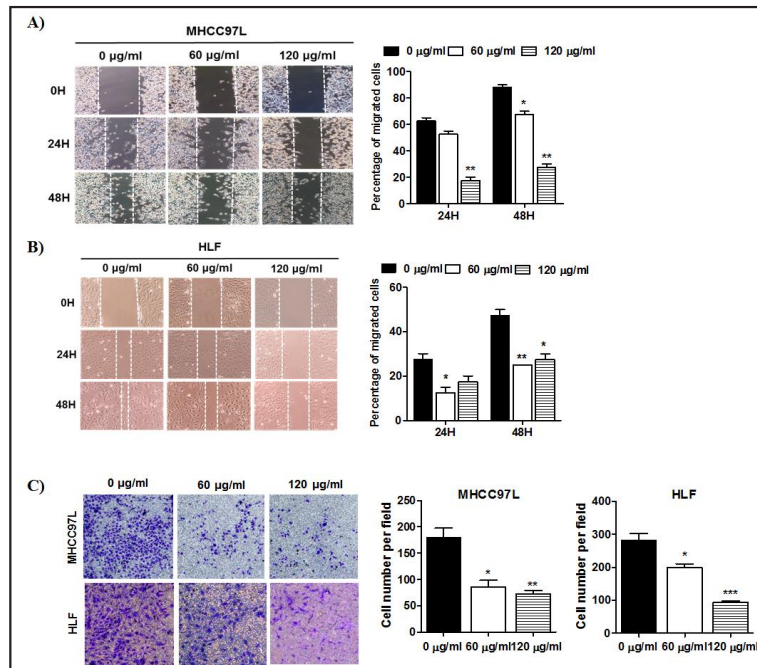 A)
MHCC97L
0 µg/ml 60 µg/ml 120 µg/ml
0H
24H
48H
0 µg/ml 60 µg/ml 120 µg/ml
Percentage of migrated cells
100
80
60
40
20
0
**
*
**
24H 48H
B)
HLF
0 µg/ml 60 µg/ml 120 µg/ml
0H
24H
48H
0 µg/ml 60 µg/ml 120 µg/ml
Percentage of migrated cells
60
40
20
0
*
**
*
24H 48H
C)
0 µg/ml 60 µg/ml 120 µg/ml
MHCC97L
HLF
MHCC97L
Cell number per field
250
200
150
100
50
0
*
**
0 µg/ml 60 µg/ml 120 µg/ml
HLF
Cell number per field
400
300
200
100
0
*
***
0 µg/ml 60 µg/ml 120 µg/ml